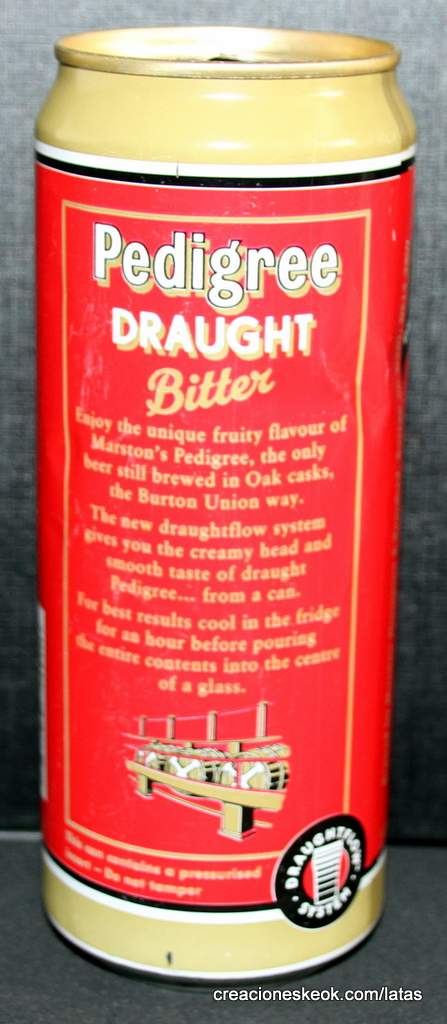 Pedigree
DRAUGHT
Bitter
Enjoy the unique fruity flavour of
Marston's Pedigree, the only
beer still brewed in Oak casks,
the Burton Union way.
The new draughtflow system
gives you the creamy head and
smooth taste of draught
Pedigree... from a can.
For best results cool in the fridge
for an hour before pouring
the entire contents into the centre
of a glass.
This can contains a pressurised
insert - Do not tamper
DRAUGHTFLOW
SYSTEM
creacioneskeok.com/latas